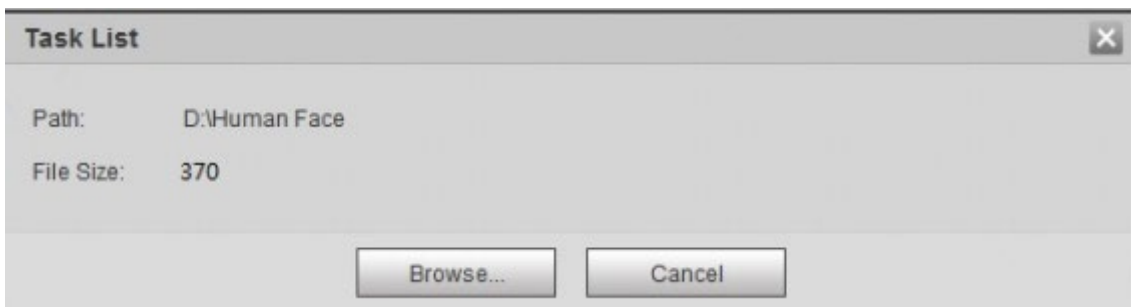 Task List
Path: D:\Human Face
File Size: 370
Browse... Cancel